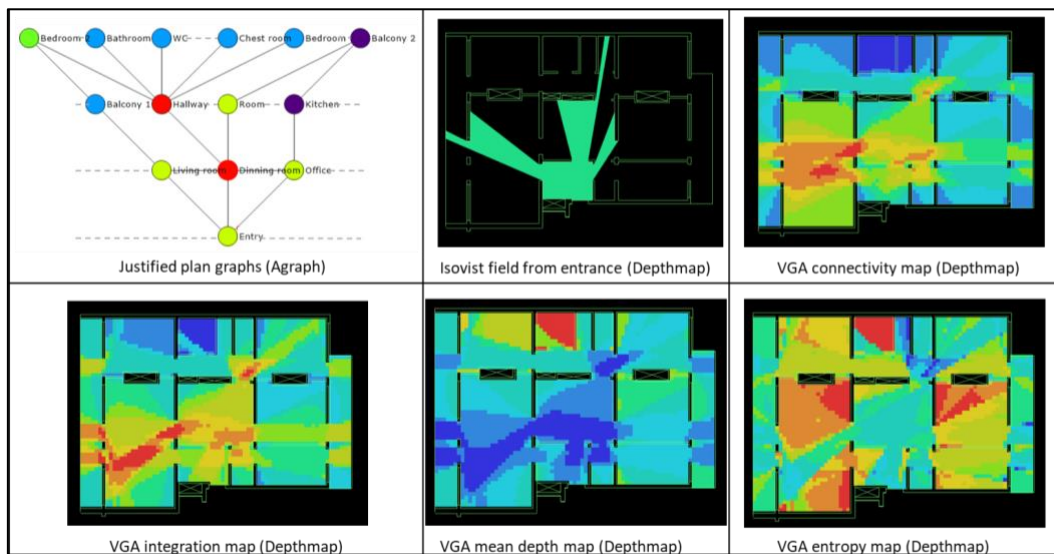 Bedroom 2 Bathroom WC Chest room Bedroom Balcony 2
Balcony 1 Hallway Room Kitchen
Living room Dinning room Office
Entry
Justified plan graphs (Agraph)
Isovist field from entrance (Depthmap)
VGA connectivity map (Depthmap)
VGA integration map (Depthmap)
VGA mean depth map (Depthmap)
VGA entropy map (Depthmap)